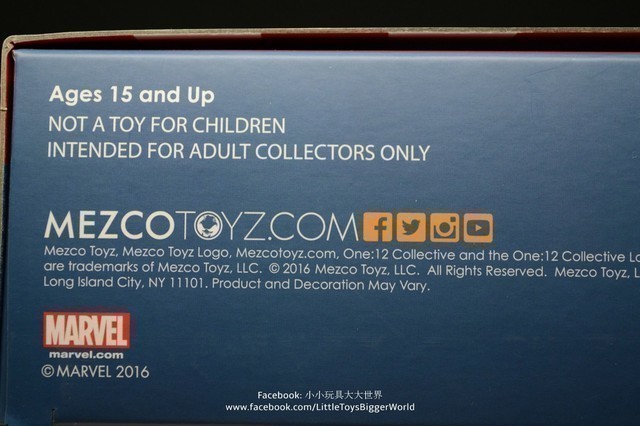 Ages 15 and Up
NOT A TOY FOR CHILDREN
INTENDED FOR ADULT COLLECTORS ONLY
MEZCOTOYZ.COM
Mezco Toyz, Mezco Toyz Logo, Mezcotoyz.com, One:12 Collective and the One:12 Collective
are trademarks of Mezco Toyz, LLC. © 2016 Mezco Toyz, LLC. All Rights Reserved. Mezco Toyz,
Long Island City, NY 11101. Product and Decoration May Vary.
MARVEL
marvel.com
© MARVEL 2016
Facebook: 小小玩具大大世界
www.facebook.com/LittleToysBiggerWorld